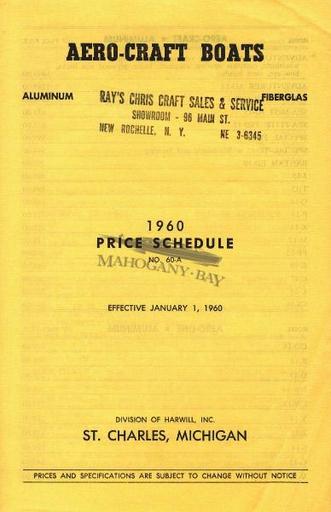 AERO-CRAFT BOATS
ALUMINUM
FIBERGLAS
RAY'S CHRIS CRAFT SALES & SERVICE
SHOWROOM - 96 MAIN ST.
NEW ROCHELLE, N. Y. NE 3-6345
1960
PRICE SCHEDULE
NO. 60-A
MAHOGANY-BAY
EFFECTIVE JANUARY 1, 1960
DIVISION OF HARWILL, INC.
ST. CHARLES, MICHIGAN
PRICES AND SPECIFICATIONS ARE SUBJECT TO CHANGE WITHOUT NOTICE